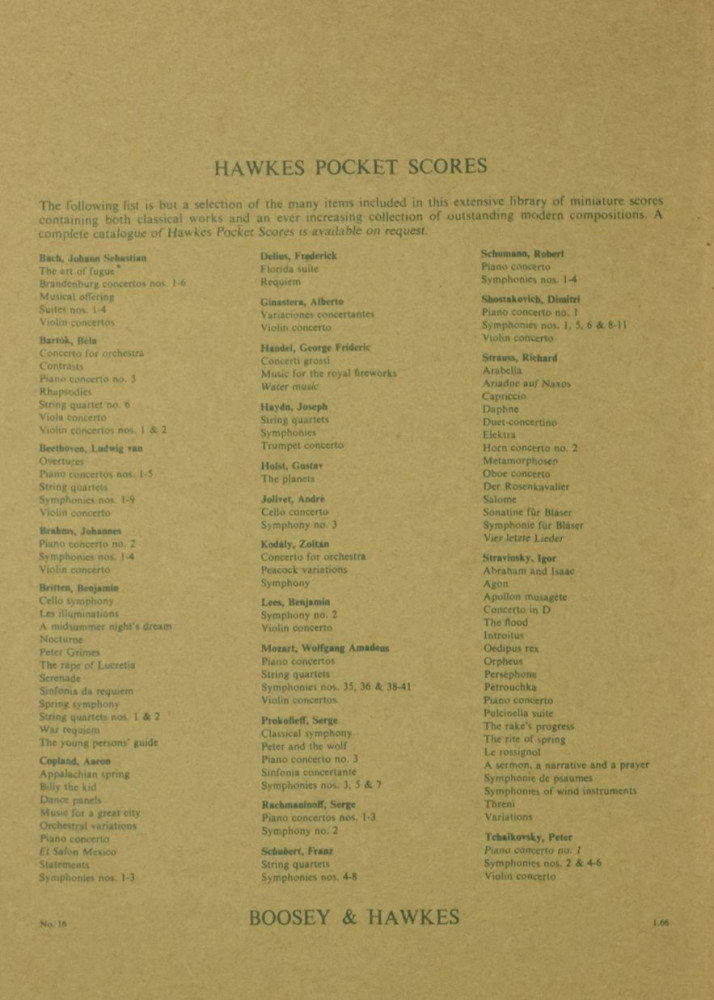 HAWKES POCKET SCORES
The following list is but a selection of the many items included in this extensive library of miniature scores
containing both classical works and an ever increasing collection of outstanding modern compositions. A
complete catalogue of Hawkes Pocket Scores is available on request.
Bach, Johann Sebastian
The art of fugue
Brandenburg concertos nos. 1-6
Musical offering
Suites nos. 1-4
Violin concertos
Bartók, Béla
Concerto for orchestra
Contrasts
Piano concerto no. 3
Rhapsodies
String quartet no. 6
Viola concerto
Violin concertos nos. 1 & 2
Beethoven, Ludwig van
Overtures
Piano concertos nos. 1-5
String quartets
Symphonies nos. 1-9
Violin concerto
Brahms, Johannes
Piano concerto no. 2
Symphonies nos. 1-4
Violin concerto
Britten, Benjamin
Cello symphony
Les illuminations
A midsummer night's dream
Nocturne
Peter Grimes
The rape of Lucretia
Serenade
Sinfonia da requiem
Spring symphony
String quartets nos. 1 & 2
War requiem
The young persons' guide
Copland, Aaron
Appalachian spring
Billy the kid
Dance panels
Music for a great city
Orchestral variations
Piano concerto
El Salon Mexico
Statements
Symphonies nos. 1-3
Delius, Frederick
Florida suite
Requiem
Ginastera, Alberto
Variaciones concertantes
Violin concerto
Handel, George Frideric
Concerti grossi
Music for the royal fireworks
Water music
Haydn, Joseph
String quartets
Symphonies
Trumpet concerto
Holst, Gustav
The planets
Jolivet, André
Cello concerto
Symphony no. 3
Kodály, Zoltán
Concerto for orchestra
Peacock variations
Symphony
Lees, Benjamin
Symphony no. 2
Violin concerto
Mozart, Wolfgang Amadeus
Piano concertos
String quartets
Symphonies nos. 35, 36 & 38-41
Violin concertos
Prokofieff, Serge
Classical symphony
Peter and the wolf
Piano concerto no. 3
Sinfonia concertante
Symphonies nos. 3, 5 & 7
Rachmaninoff, Serge
Piano concertos nos. 1-3
Symphony no. 2
Schubert, Franz
String quartets
Symphonies nos. 4-8
Schumann, Robert
Piano concerto
Symphonies nos. 1-4
Shostakovich, Dimitri
Piano concerto no. 1
Symphonies nos. 1, 5, 6 & 8-11
Violin concerto
Strauss, Richard
Arabella
Ariadne auf Naxos
Capriccio
Daphne
Duet-concertino
Elektra
Horn concerto no. 2
Metamorphosen
Oboe concerto
Der Rosenkavalier
Salome
Sonatine für Bläser
Symphonie für Bläser
Vier letzte Lieder
Stravinsky, Igor
Abraham and Isaac
Agon
Apollon musagète
Concerto in D
The flood
Introitus
Oedipus rex
Orpheus
Perséphone
Petrouchka
Piano concerto
Pulcinella suite
The rake's progress
The rite of spring
Le rossignol
A sermon, a narrative and a prayer
Symphonie de psaumes
Symphonies of wind instruments
Threni
Variations
Tchaikovsky, Peter
Piano concerto no. 1
Symphonies nos. 2 & 4-6
Violin concerto
No. 16
BOOSEY & HAWKES
1.66